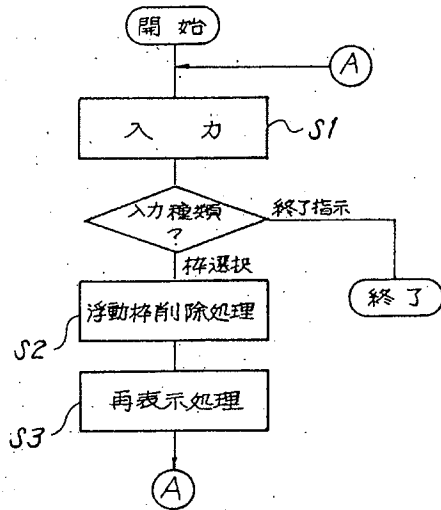 開始
A
入力
S1
入力種類
?
終了指示
枠選択
終了
浮動枠削除処理
S2
再表示処理
S3
A